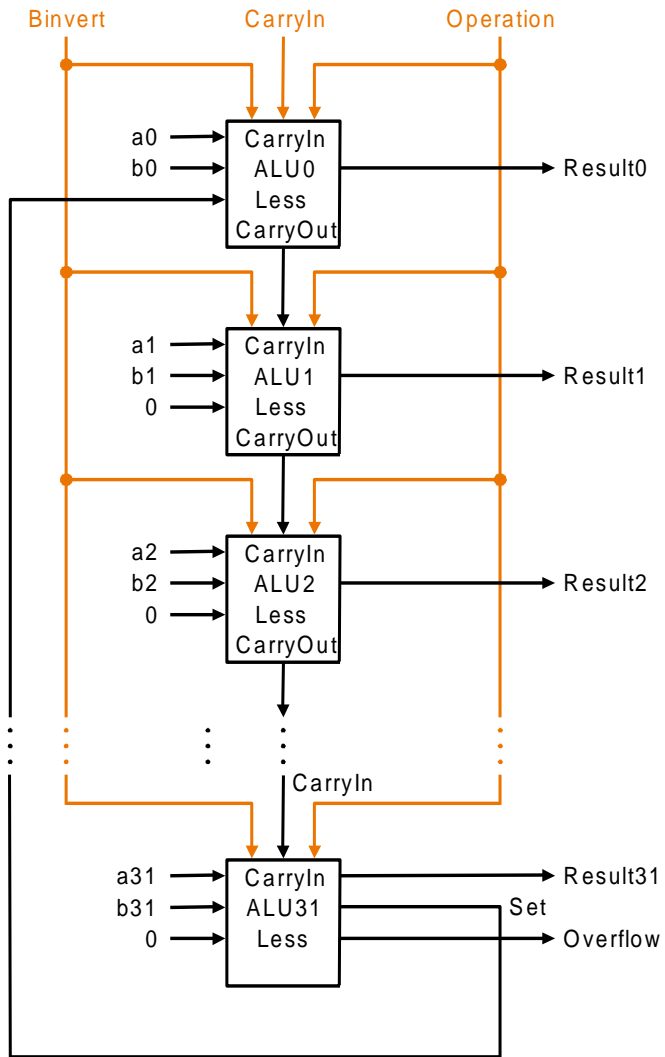 Binvert CarryIn Operation
a0 CarryIn
b0 ALU0 Result0
Less
CarryOut
a1 CarryIn
b1 ALU1 Result1
0 Less
CarryOut
a2 CarryIn
b2 ALU2 Result2
0 Less
CarryOut
CarryIn
a31 CarryIn Result31
b31 ALU31 Set
0 Less Overflow